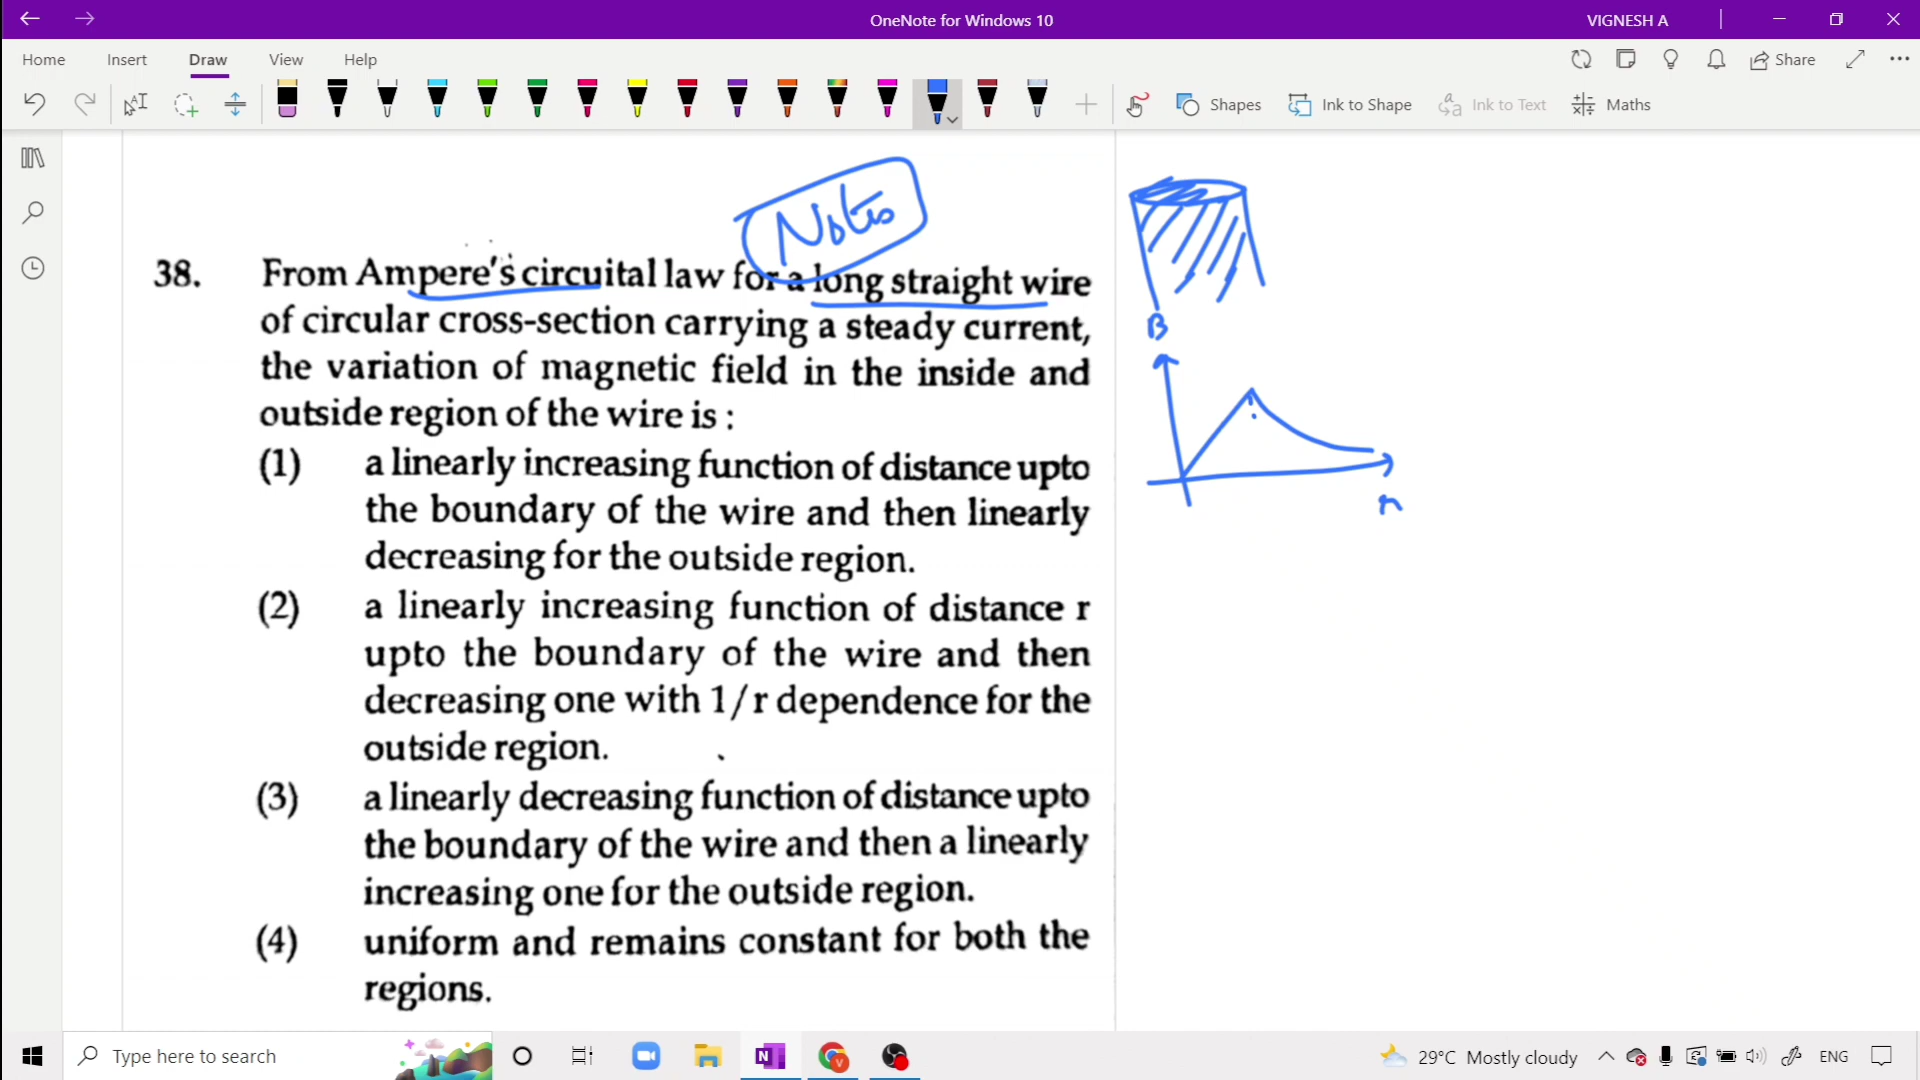 OneNote for Windows 10
VIGNESH A
Home Insert Draw View Help
Share
Shapes Ink to Shape Ink to Text Maths
Notes
38. From Ampere's circuital law for a long straight wire
of circular cross-section carrying a steady current,
the variation of magnetic field in the inside and
outside region of the wire is :
(1) a linearly increasing function of distance upto
the boundary of the wire and then linearly
decreasing for the outside region.
(2) a linearly increasing function of distance r
upto the boundary of the wire and then
decreasing one with 1/r dependence for the
outside region.
(3) a linearly decreasing function of distance upto
the boundary of the wire and then a linearly
increasing one for the outside region.
(4) uniform and remains constant for both the
regions.
B
r
Type here to search
29°C Mostly cloudy
ENG